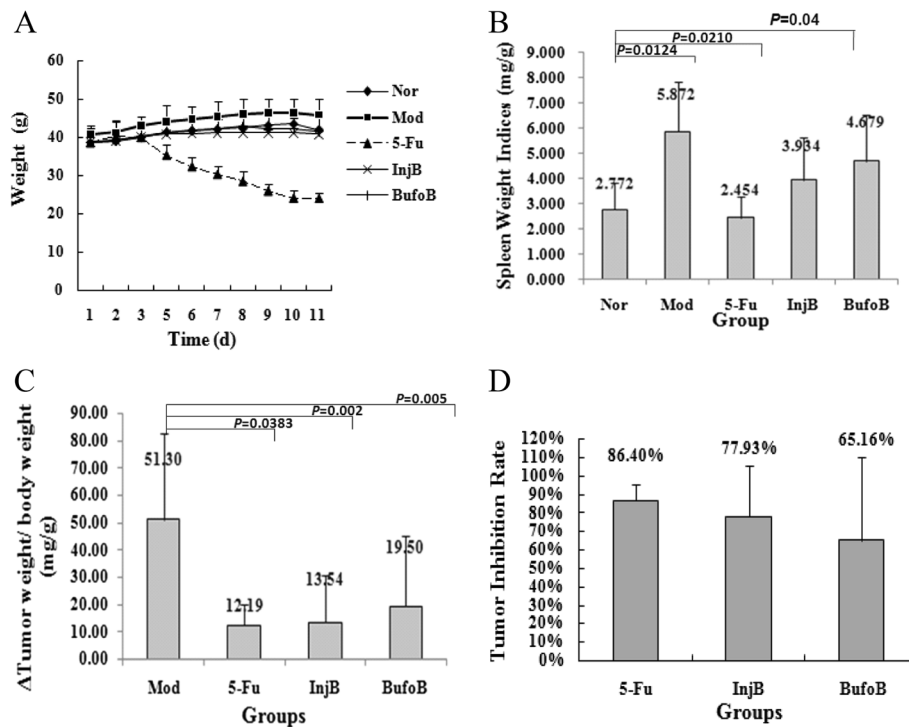 A
Weight (g)
60
50
40
30
20
10
0
1 2 3 5 6 7 8 9 10 11
Time (d)
Nor
Mod
5-Fu
InjB
BufoB
B
P=0.04
P=0.0210
P=0.0124
Spleen Weight Indices (mg/g)
9.000
8.000
7.000
6.000
5.000
4.000
3.000
2.000
1.000
0.000
2.772
5.872
2.454
3.934
4.679
Nor Mod 5-Fu InjB BufoB
Group
C
P=0.005
P=0.002
P=0.0383
ΔTumor weight/ body weight
(mg/g)
90.00
80.00
70.00
60.00
50.00
40.00
30.00
20.00
10.00
0.00
51.30
12.19
13.54
19.50
Mod 5-Fu InjB BufoB
Groups
D
Tumor Inhibition Rate
120%
110%
100%
90%
80%
70%
60%
50%
40%
30%
20%
10%
0%
86.40%
77.93%
65.16%
5-Fu InjB BufoB
Groups